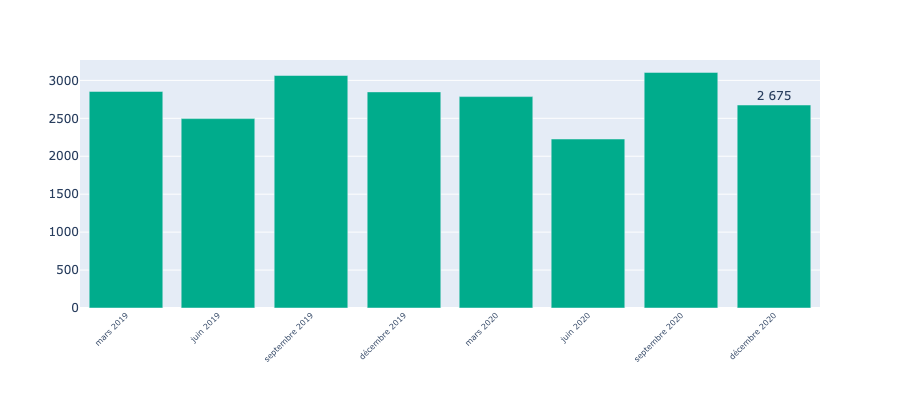 3000
2500
2000
1500
1000
500
0
2 675
mars 2019
juin 2019
septembre 2019
décembre 2019
mars 2020
juin 2020
septembre 2020
décembre 2020